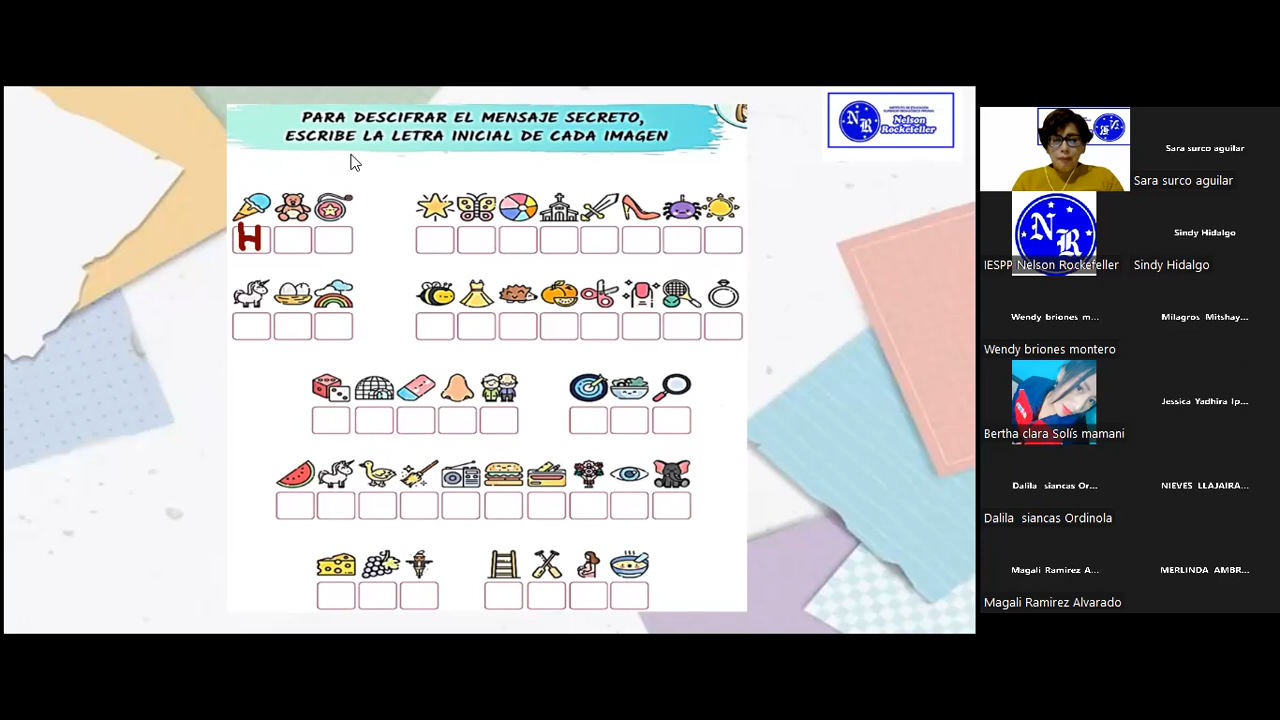 PARA DESCIFRAR EL MENSAJE SECRETO,
ESCRIBE LA LETRA INICIAL DE CADA IMAGEN
H
NR
Nelson
Rockefeller
Sara surco aguilar
Sara surco aguilar
NR
IESPP Nelson Rockefeller
Sindy Hidalgo
Sindy Hidalgo
Wendy briones m...
Milagros Mitshay...
Wendy briones montero
Jessica Yadhira Ip...
Bertha clara Solís mamani
Dalila siancas Or...
NIEVES LLAJAIRA...
Dalila siancas Ordinola
Magali Ramirez A...
MERLINDA AMBR...
Magali Ramirez Alvarado